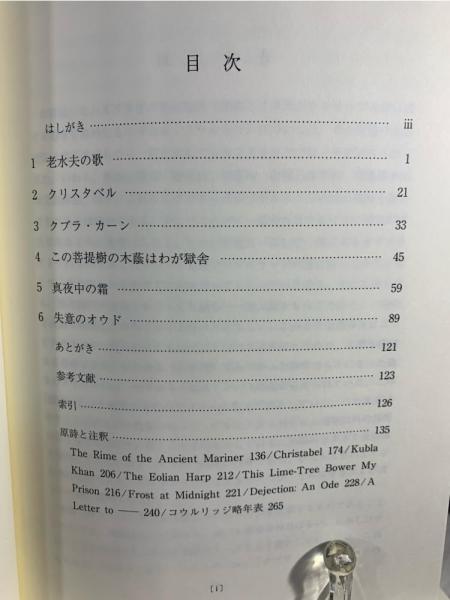 目次
はしがき……iii
1 老水夫の歌……1
2 クリスタベル……21
3 クブラ・カーン……33
4 この菩提樹の木蔭はわが獄舎……45
5 真夜中の霜……59
6 失意のオウド……89
あとがき……121
参考文献……123
索引……126
原詩と注釈……135
The Rime of the Ancient Mariner 136/Christabel 174/Kubla
Khan 206/The Eolian Harp 212/This Lime-Tree Bower My
Prison 216/Frost at Midnight 221/Dejection: An Ode 228/A
Letter to —— 240/コウルリッジ略年表 265
[i]